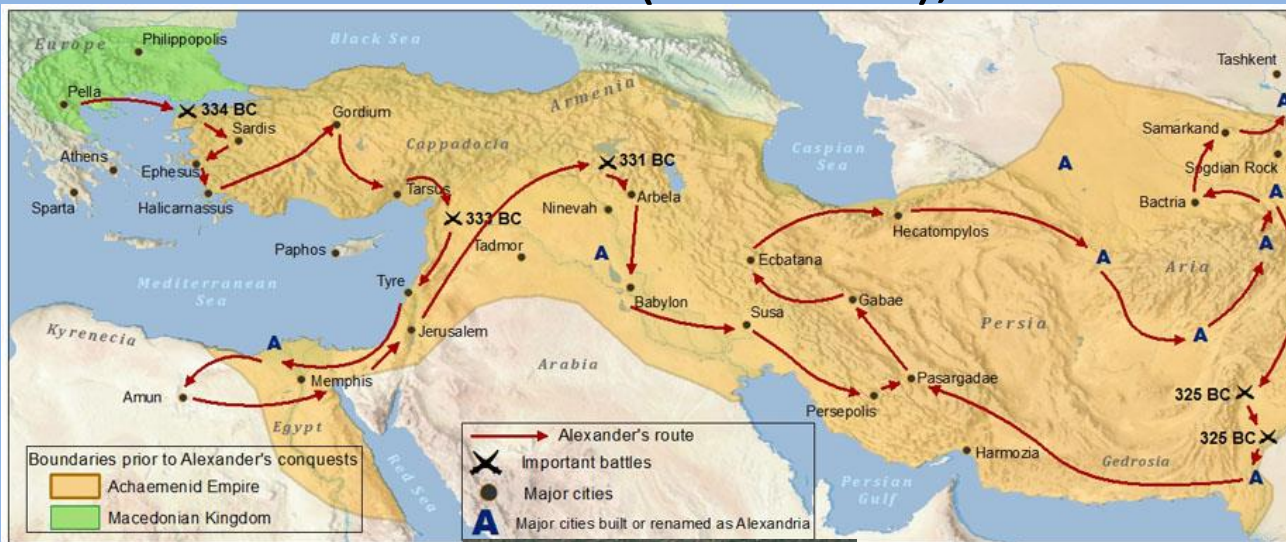 Europe
Philippopolis
Black Sea
Tashkent
Pella
334 BC
Gordium
Armenia
Samarkand
Sardis
Cappadocia
Caspian
Sea
A
A
Athens
Ephesus
331 BC
Sogdian Rock
Sparta
Halicarnassus
Tarsus
Arbela
Bactria
A
333 BC
Ninevah
Hecatompylos
Paphos
Tadmor
A
Ecbatana
A
A
Mediterranean
Sea
Tyre
Babylon
Gabae
Aria
Kyrenecia
A
Jerusalem
Susa
Persia
A
Arabia
Memphis
Pasargadae
Amun
Persepolis
325 BC
Egypt
325 BC
Red Sea
Persian
Gulf
Harmozia
Gedrosia
A
Boundaries prior to Alexander's conquests
Achaemenid Empire
Macedonian Kingdom
Alexander's route
Important battles
Major cities
A Major cities built or renamed as Alexandria